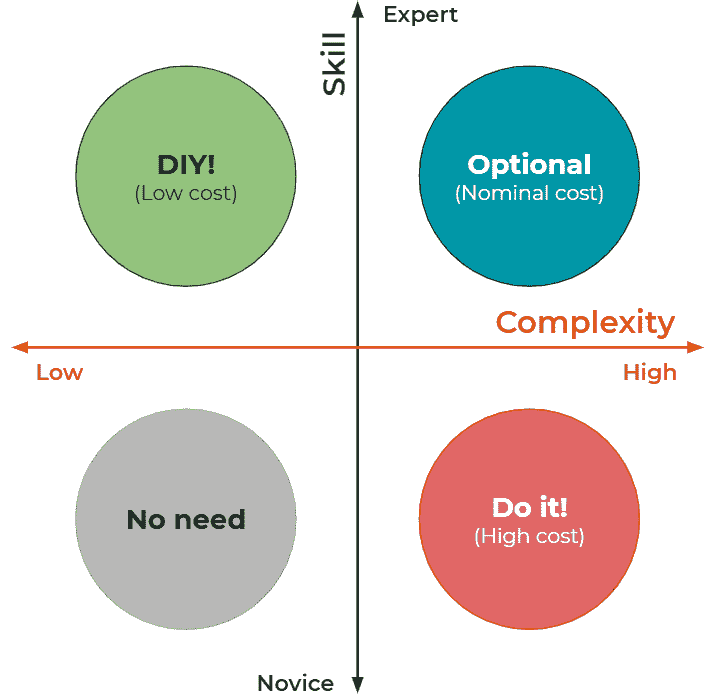 Expert
Skill
DIY!
(Low cost)
Optional
(Nominal cost)
Complexity
Low
High
No need
Do it!
(High cost)
Novice